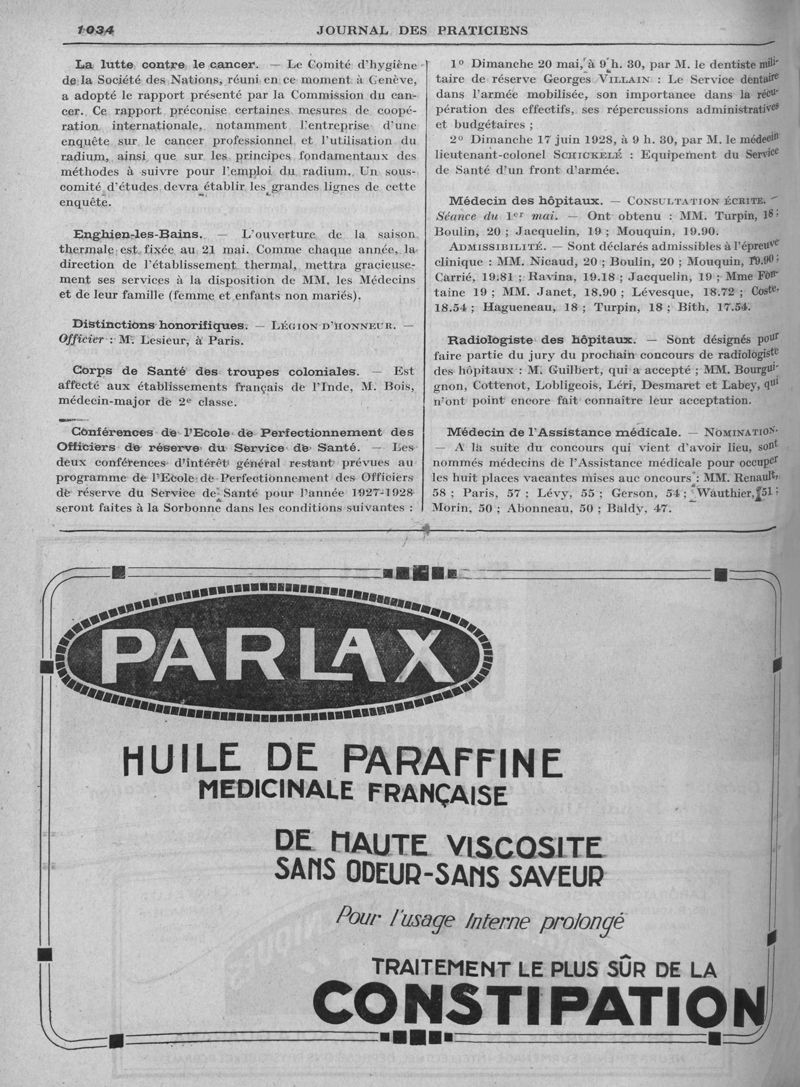 1034
JOURNAL DES PRATICIENS
La lutte contre le cancer. — Le Comité d'hygiène
de la Société des Nations, réuni en ce moment à Genève,
a adopté le rapport présenté par la Commission du can-
cer. Ce rapport préconise certaines mesures de coopé-
ration internationale, notamment l'entreprise d'une
enquête sur le cancer professionnel et l'utilisation du
radium, ainsi que sur les principes fondamentaux des
méthodes à suivre pour l'emploi du radium. Un sous-
comité d'études devra établir les grandes lignes de cette
enquête.
Enghien-les-Bains. — L'ouverture de la saison
thermale est fixée au 21 mai. Comme chaque année, la
direction de l'établissement thermal, mettra gracieuse-
ment ses services à la disposition de MM. les Médecins
et de leur famille (femme et enfants non mariés).
Distinctions honorifiques. — LÉGION D'HONNEUR. —
Officier : M. Lesieur, à Paris.
Corps de Santé des troupes coloniales. — Est
affecté aux établissements français de l'Inde, M. Bois,
médecin-major de 2e classe.
Conférences de l'Ecole de Perfectionnement des
Officiers de réserve du Service de Santé. — Les
deux conférences d'intérêt général restant prévues au
programme de l'Ecole de Perfectionnement des Officiers
de réserve du Service de Santé pour l'année 1927-1928
seront faites à la Sorbonne dans les conditions suivantes :
1° Dimanche 20 mai, à 9 h. 30, par M. le dentiste mili-
taire de réserve Georges VILLAIN : Le Service dentaire
dans l'armée mobilisée, son importance dans la récu-
pération des effectifs, ses répercussions administratives
et budgétaires ;
2° Dimanche 17 juin 1928, à 9 h. 30, par M. le médecin
lieutenant-colonel SCHICKELÉ : Equipement du Service
de Santé d'un front d'armée.
Médecin des hôpitaux. — CONSULTATION ÉCRITE. —
Séance du 1er mai. — Ont obtenu : MM. Turpin, 18 ;
Boulin, 20 ; Jacquelin, 19 ; Mouquin, 19.90.
ADMISSIBILITÉ. — Sont déclarés admissibles à l'épreuve
clinique : MM. Nicaud, 20 ; Boulin, 20 ; Mouquin, 19.90 ;
Carrié, 19.81 ; Ravina, 19.18 ; Jacquelin, 19 ; Mme Fon-
taine 19 ; MM. Janet, 18.90 ; Lévesque, 18.72 ; Coste,
18.54 ; Hagueneau, 18 ; Turpin, 18 ; Bith, 17.54.
Radiologiste des hôpitaux. — Sont désignés pour
faire partie du jury du prochain concours de radiologiste
des hôpitaux : M. Guilbert, qui a accepté ; MM. Bourgui-
gnon, Cottenot, Lobligeois, Léri, Desmaret et Labey, qui
n'ont point encore fait connaître leur acceptation.
Médecin de l'Assistance médicale. — NOMINATION.
— A la suite du concours qui vient d'avoir lieu, sont
nommés médecins de l'Assistance médicale pour occuper
les huit places vacantes mises auc oncours : MM. Renault,
58 ; Paris, 57 ; Lévy, 55 ; Gerson, 54 ; Wauthier, 51 ;
Morin, 50 ; Abonneau, 50 ; Baldy, 47.
PARLAX
HUILE DE PARAFFINE
MEDICINALE FRANÇAISE
DE HAUTE VISCOSITE
SANS ODEUR-SANS SAVEUR
Pour l'usage Interne prolongé
TRAITEMENT LE PLUS SÛR DE LA
CONSTIPATION